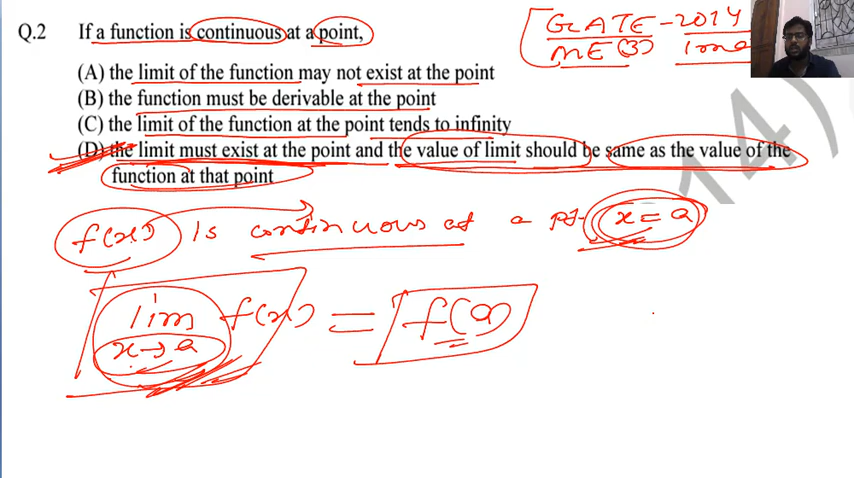 Q.2 If a function is continuous at a point,
GATE-2014
ME(3) 1 
(A) the limit of the function may not exist at the point
(B) the function must be derivable at the point
(C) the limit of the function at the point tends to infinity
(D) the limit must exist at the point and the value of limit should be same as the value of the
function at that point
14)
f(x) is continuous at a pt. x = a
lim f(x) = f(a)
x→a